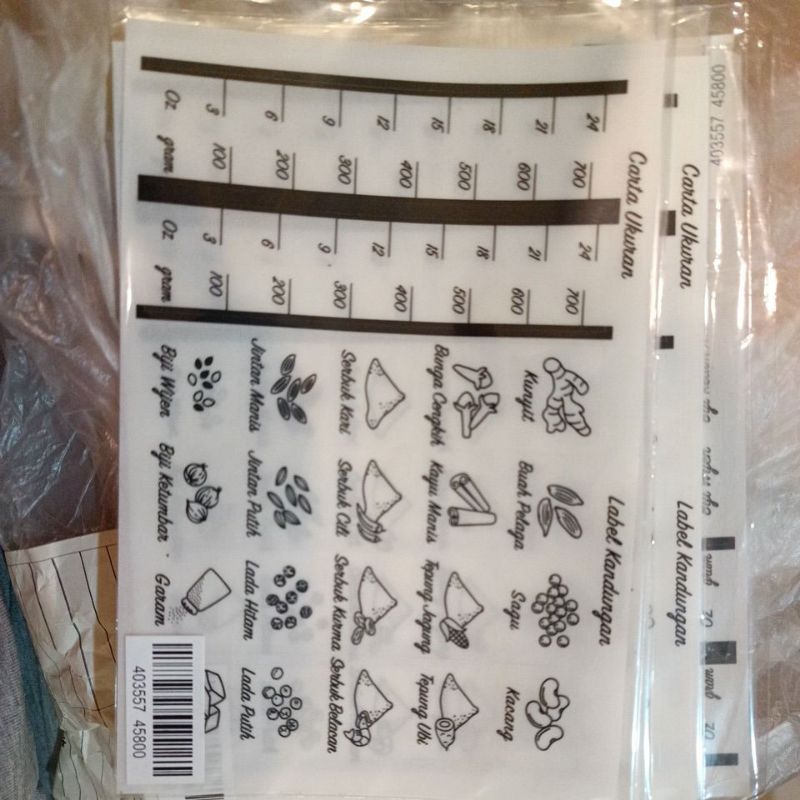 403557 45800
Carta Ukuran Label Kandungan
Carta Ukuran
24 700 24 700
21 600 21 600
18 500 18 500
15 400 15 400
12 300 12 300
9 200 9 200
6 100 6 100
3 3
Oz gram Oz gram
Label Kandungan
Kunyit Buah Pelaga Sagu Kacang
Bunga Cengkih Kayu Manis Tepung Jagung Tepung Ubi
Serbuk Kari Serbuk Cili Serbuk Kurma Serbuk Belacan
Jintan Manis Jintan Putih Lada Hitam Lada Putih
Biji Wijen Biji Ketumbar Garam
403557 45800